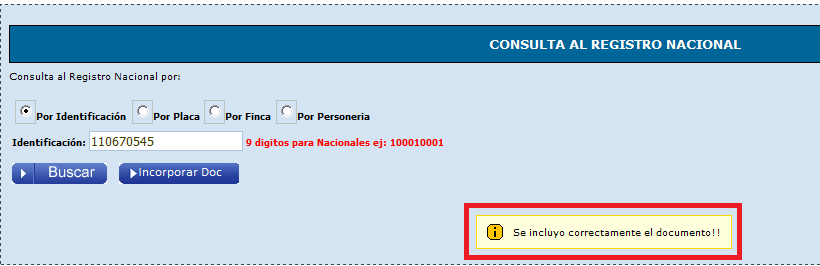 CONSULTA AL REGISTRO NACIONAL
Consulta al Registro Nacional por:
Por Identificación Por Placa Por Finca Por Personeria
Identificación: 110670545 9 digitos para Nacionales ej: 100010001
Buscar Incorporar Doc
Se incluyo correctamente el documento!!